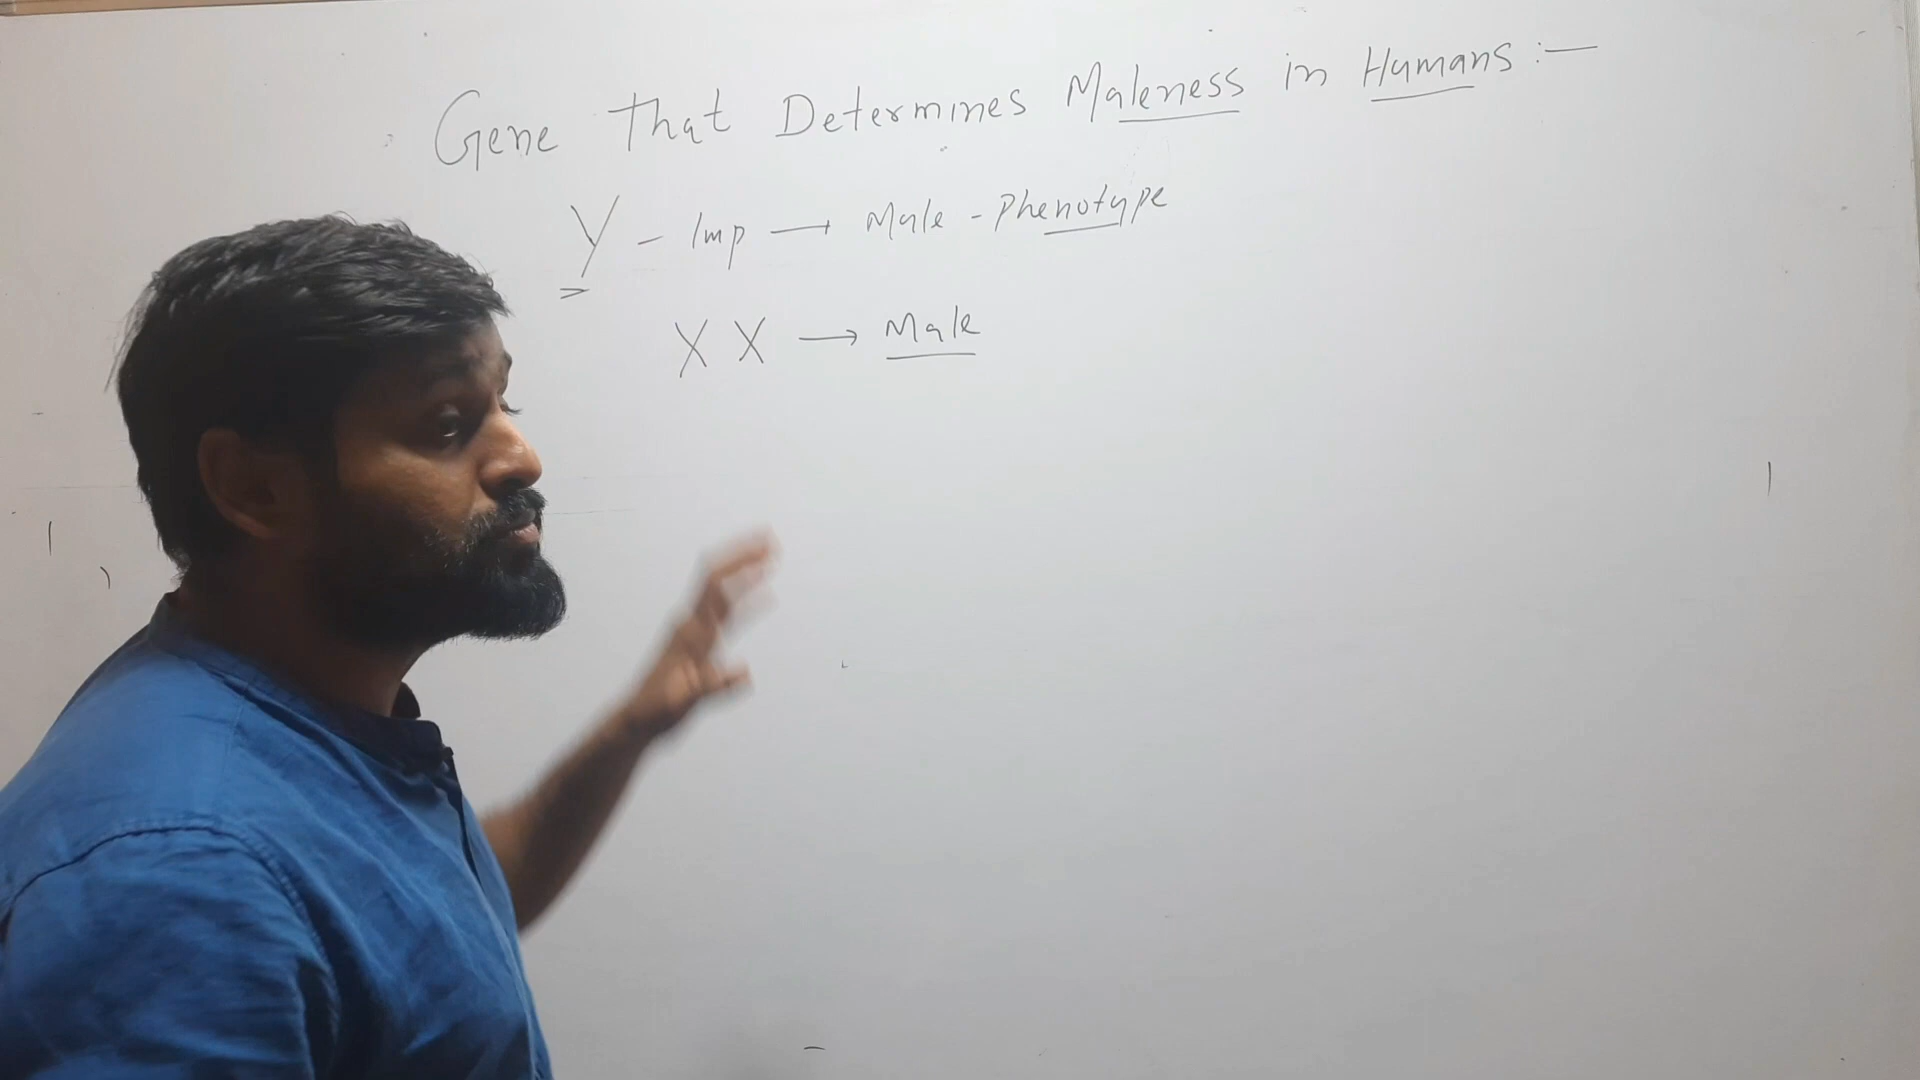 Gene That Determines Maleness in Humans :-
Y - Imp → Male - Phenotype
X X → Male